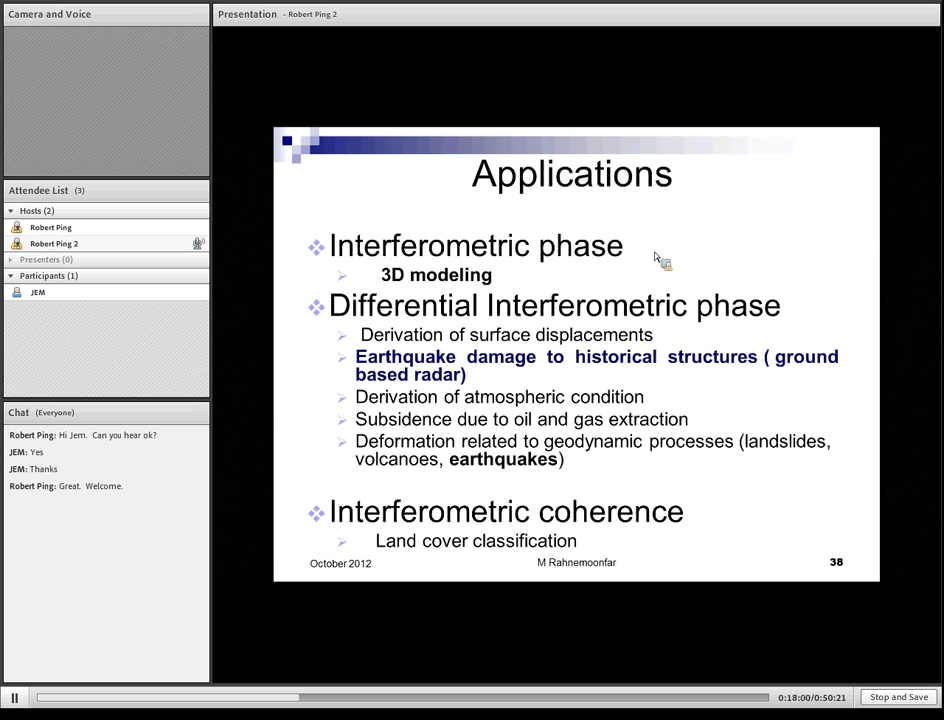 Camera and Voice
Presentation - Robert Ping 2
Attendee List (3)
Hosts (2)
Robert Ping
Robert Ping 2
Presenters (0)
Participants (1)
JEM
Chat (Everyone)
Robert Ping: Hi Jem. Can you hear ok?
JEM: Yes
JEM: Thanks
Robert Ping: Great. Welcome.
Applications
Interferometric phase
3D modeling
Differential Interferometric phase
Derivation of surface displacements
Earthquake damage to historical structures ( ground
based radar)
Derivation of atmospheric condition
Subsidence due to oil and gas extraction
Deformation related to geodynamic processes (landslides,
volcanoes, earthquakes)
Interferometric coherence
Land cover classification
October 2012 M Rahnemoonfar 38
0:18:00/0:50:21 Stop and Save